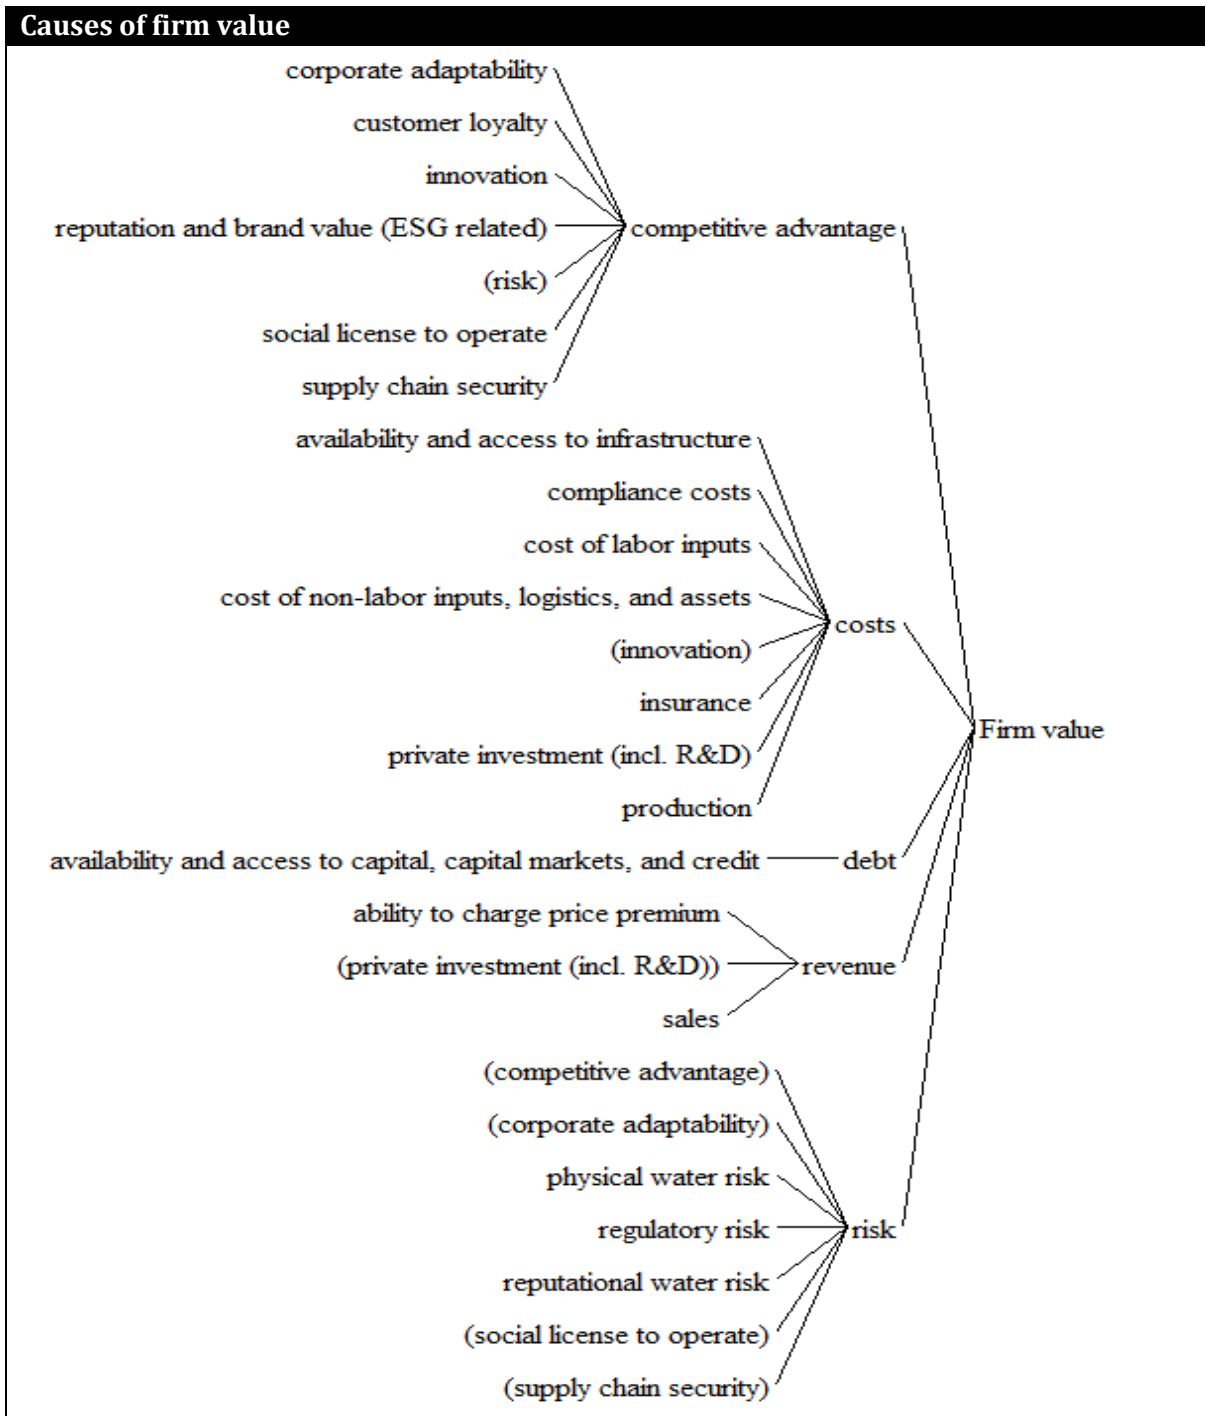 Causes of firm value
corporate adaptability
customer loyalty
innovation
reputation and brand value (ESG related)
competitive advantage
(risk)
social license to operate
supply chain security
availability and access to infrastructure
compliance costs
cost of labor inputs
cost of non-labor inputs, logistics, and assets
costs
(innovation)
insurance
Firm value
private investment (incl. R&D)
production
availability and access to capital, capital markets, and credit
debt
ability to charge price premium
(private investment (incl. R&D))
revenue
sales
(competitive advantage)
(corporate adaptability)
physical water risk
regulatory risk
risk
reputational water risk
(social license to operate)
(supply chain security)